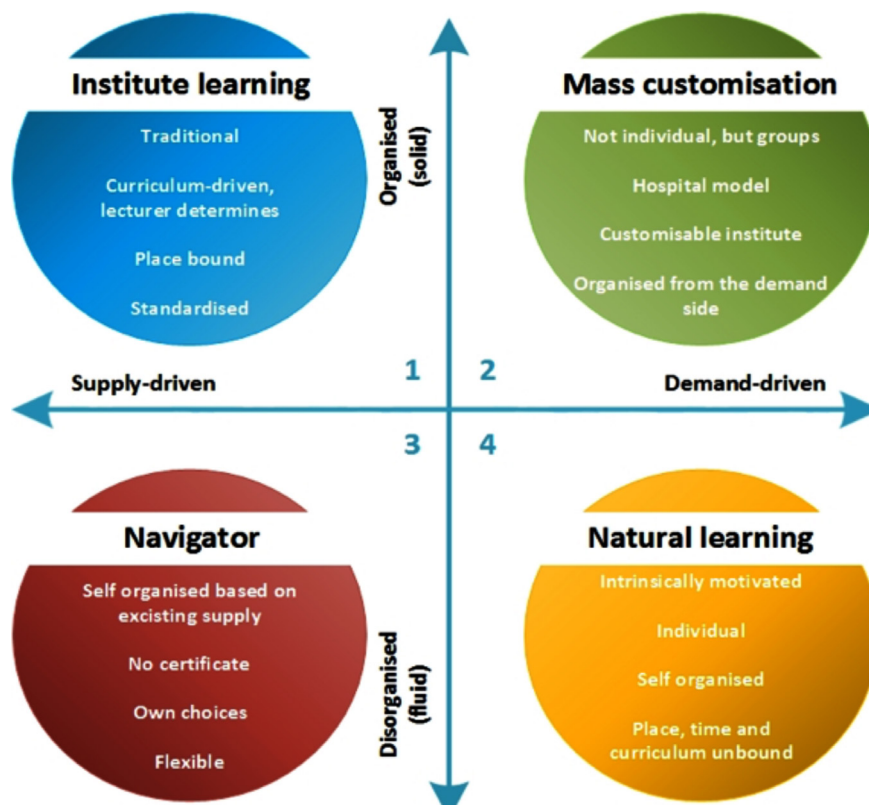 Institute learning
Traditional
Curriculum-driven,
lecturer determines
Place bound
Standardised
Organised
(solid)
Mass customisation
Not individual, but groups
Hospital model
Customisable institute
Organised from the demand
side
Supply-driven
1
2
Demand-driven
3
4
Navigator
Self organised based on
excisting supply
No certificate
Own choices
Flexible
Disorganised
(fluid)
Natural learning
Intrinsically motivated
Individual
Self organised
Place, time and
curriculum unbound